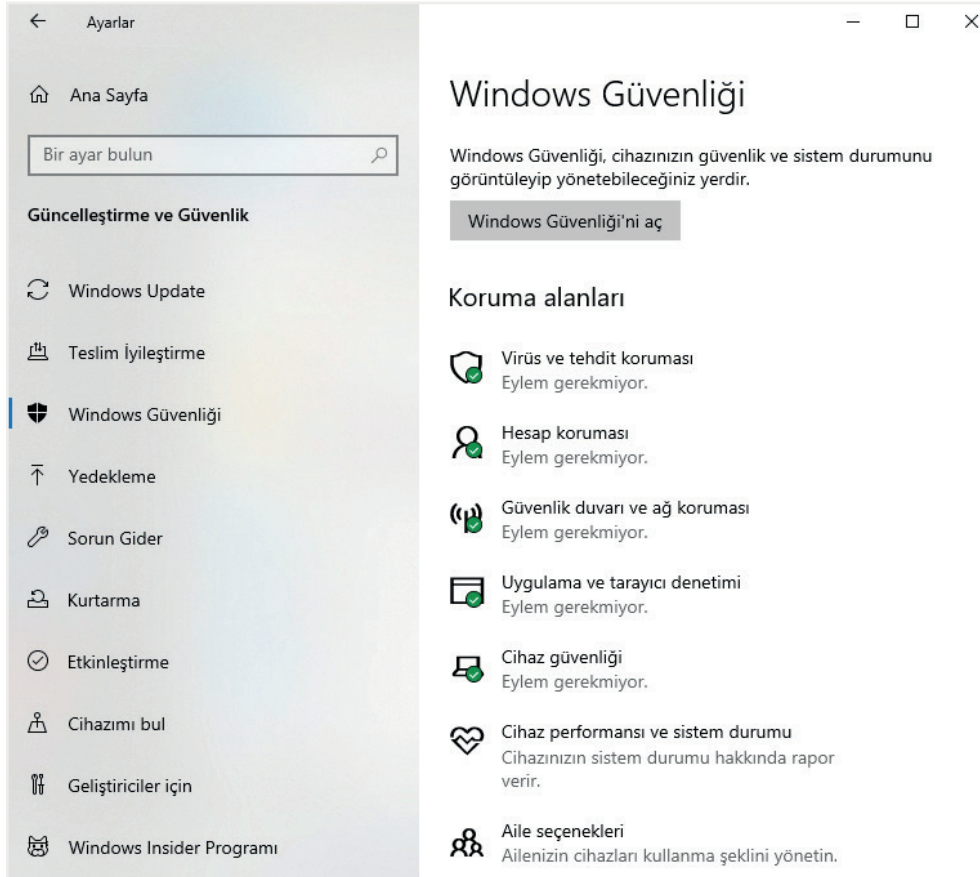 Ayarlar
Ana Sayfa
Bir ayar bulun
Güncelleştirme ve Güvenlik
Windows Update
Teslim İyileştirme
Windows Güvenliği
Yedekleme
Sorun Gider
Kurtarma
Etkinleştirme
Cihazımı bul
Geliştiriciler için
Windows Insider Programı
Windows Güvenliği
Windows Güvenliği, cihazınızın güvenlik ve sistem durumunu
görüntüleyip yönetebileceğiniz yerdir.
Windows Güvenliği'ni aç
Koruma alanları
Virüs ve tehdit koruması
Eylem gerekmiyor.
Hesap koruması
Eylem gerekmiyor.
Güvenlik duvarı ve ağ koruması
Eylem gerekmiyor.
Uygulama ve tarayıcı denetimi
Eylem gerekmiyor.
Cihaz güvenliği
Eylem gerekmiyor.
Cihaz performansı ve sistem durumu
Cihazınızın sistem durumu hakkında rapor
verir.
Aile seçenekleri
Ailenizin cihazları kullanma şeklini yönetin.